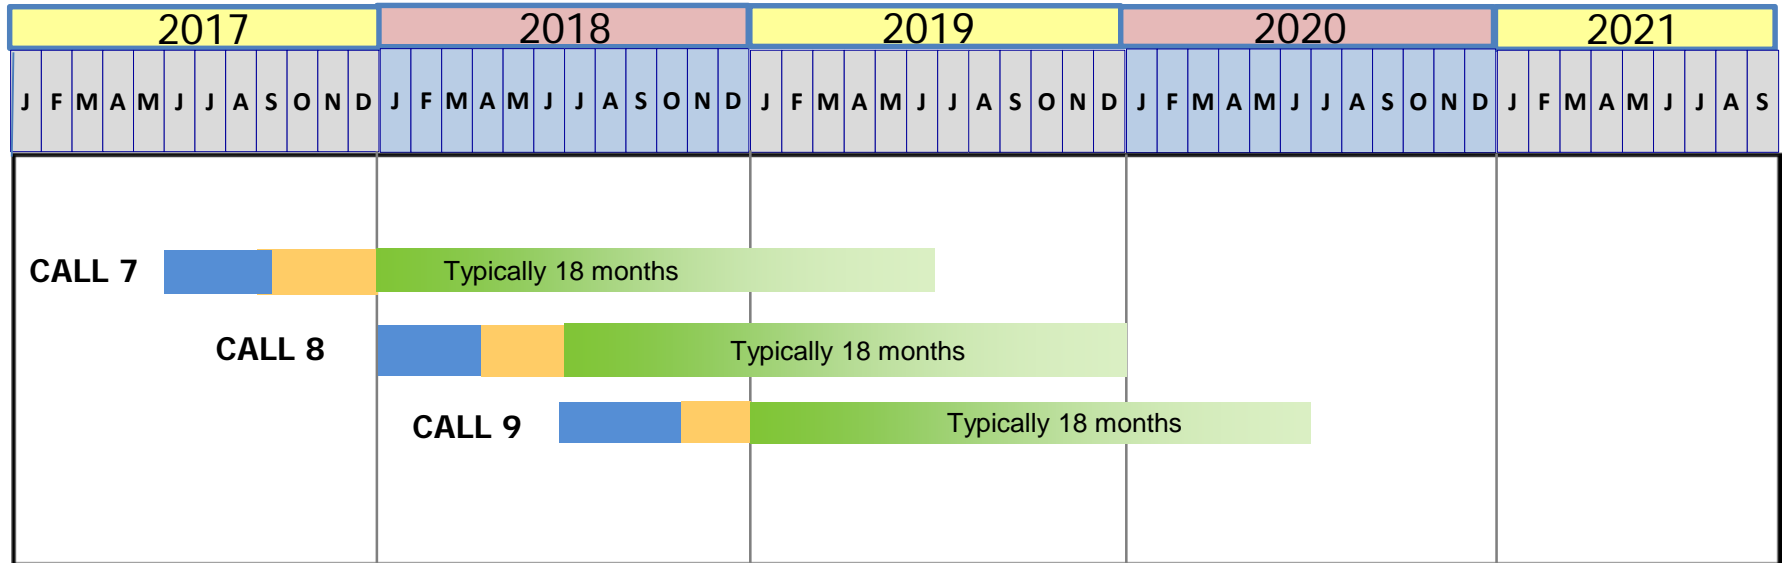 2017 2018 2019 2020 2021
J F M A M J J A S O N D J F M A M J J A S O N D J F M A M J J A S O N D J F M A M J J A S O N D J F M A M J J A S
CALL 7 Typically 18 months
CALL 8 Typically 18 months
CALL 9 Typically 18 months